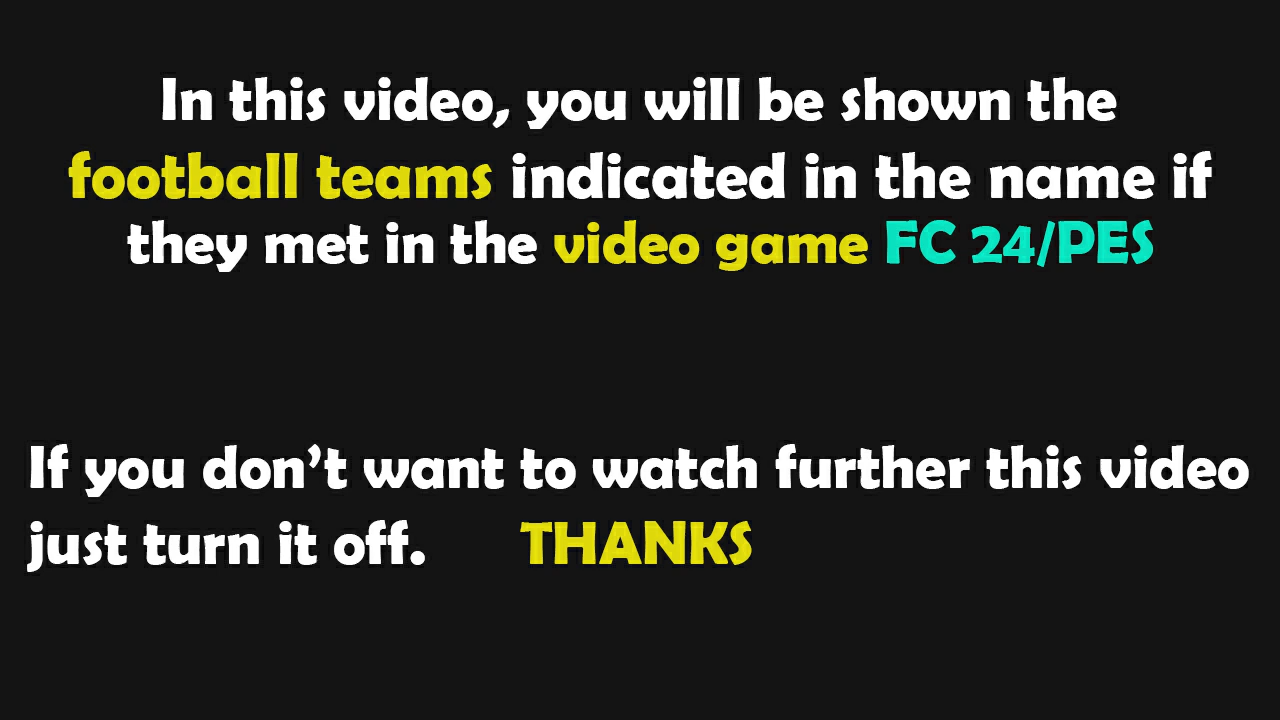 In this video, you will be shown the
football teams indicated in the name if
they met in the video game FC 24/PES
If you don’t want to watch further this video
just turn it off. THANKS